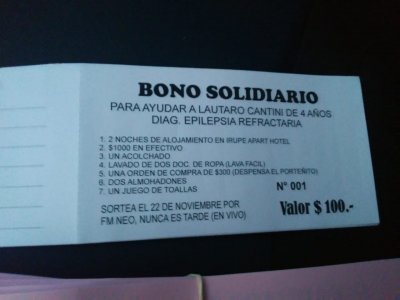 BONO SOLIDIARIO
PARA AYUDAR A LAUTARO CANTINI DE 4 AÑOS
DIAG. EPILEPSIA REFRACTARIA
1. 2 NOCHES DE ALOJAMIENTO EN IRUPE APART HOTEL
2. $1000 EN EFECTIVO
3. UN ACOLCHADO
4. LAVADO DE DOS DOC. DE ROPA (LAVA FACIL)
5. UNA ORDEN DE COMPRA DE $300 (DESPENSA EL PORTEÑITO)
6. DOS ALMOHADONES
7. UN JUEGO DE TOALLAS
N° 001
SORTEA EL 22 DE NOVIEMBRE POR
FM NEO, NUNCA ES TARDE (EN VIVO)
Valor $ 100.-